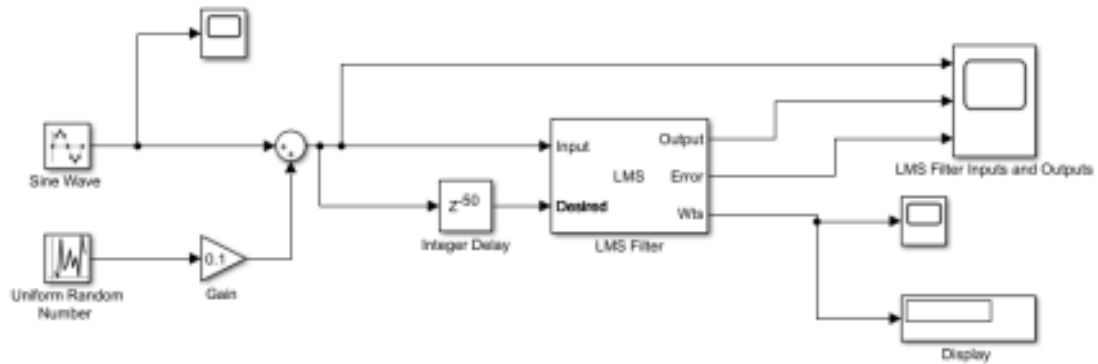 Sine Wave
Uniform Random
Number
0.1
Gain
z-50
Integer Delay
Input
Desired
LMS
Output
Error
Wts
LMS Filter
LMS Filter Inputs and Outputs
Display